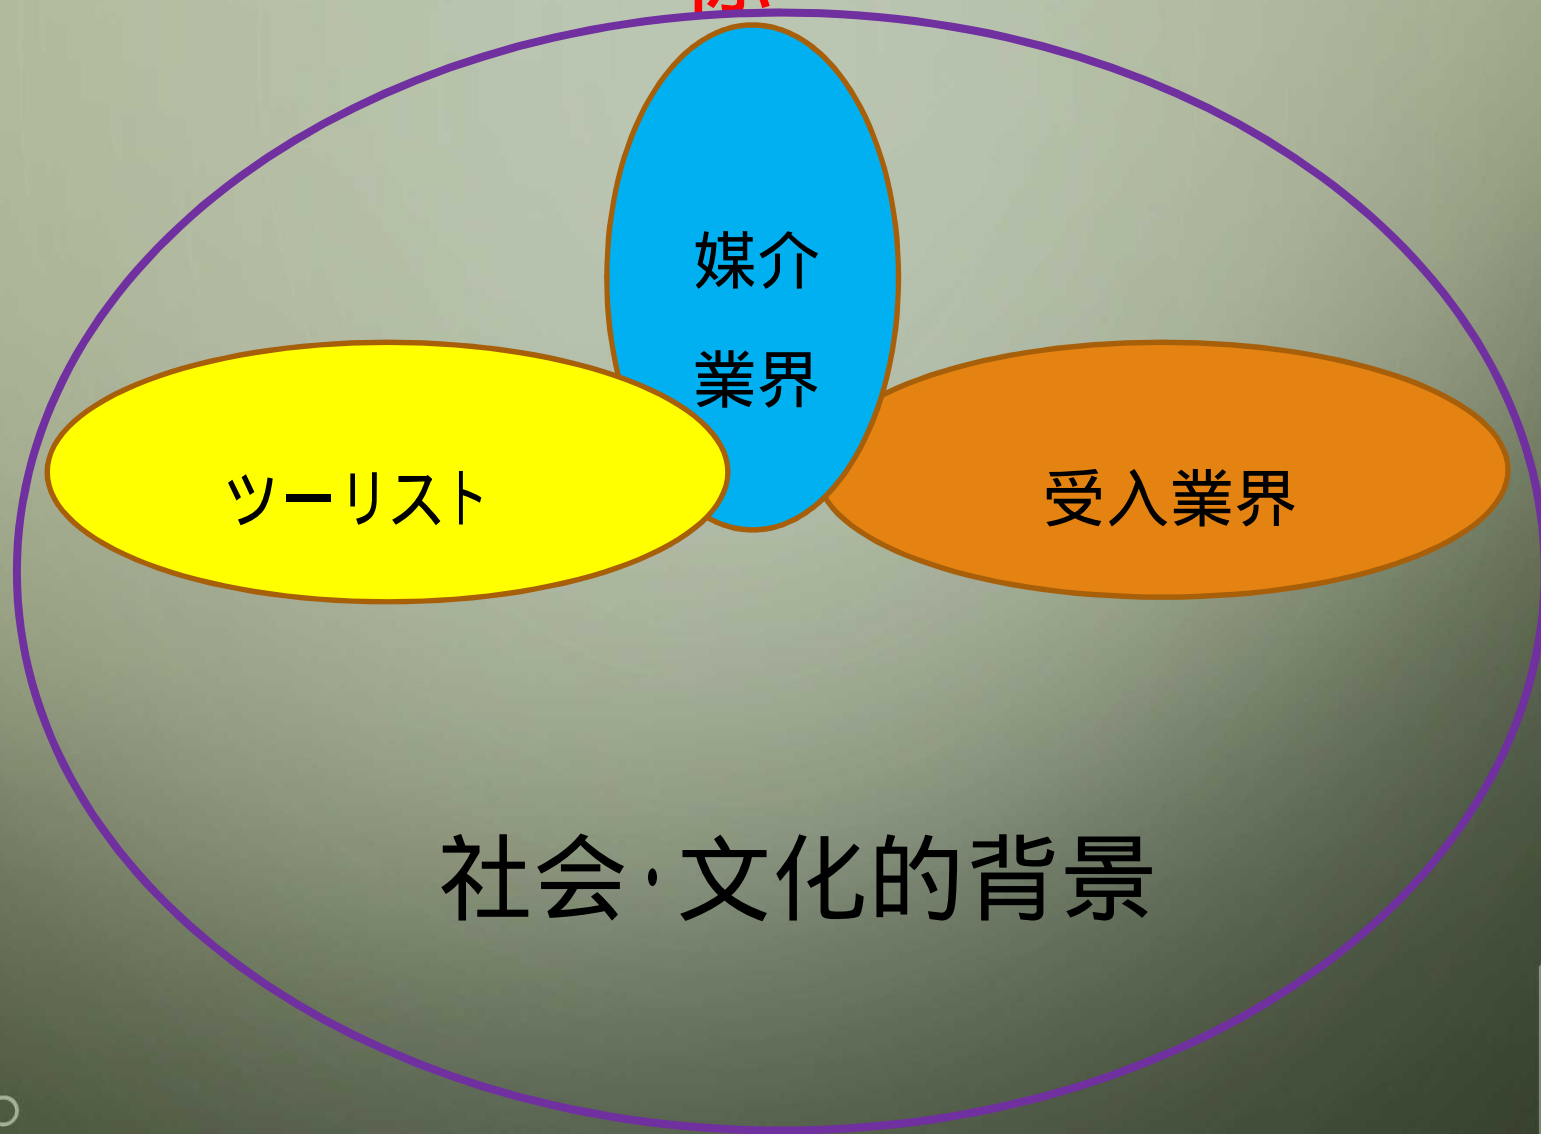 媒介
業界
ツーリスト
受入業界
社会･文化的背景